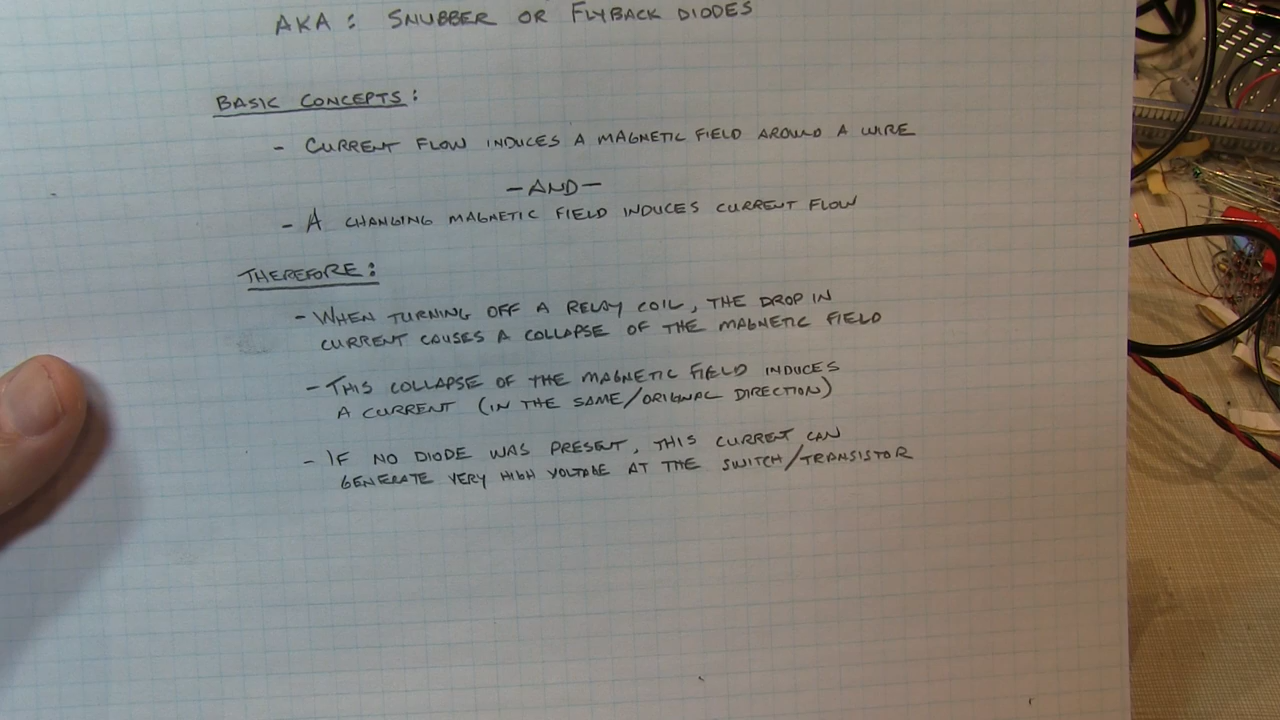 AKA: SNUBBER OR FLYBACK DIODES
BASIC CONCEPTS:
- CURRENT FLOW INDUCES A MAGNETIC FIELD AROUND A WIRE
-AND-
- A CHANGING MAGNETIC FIELD INDUCES CURRENT FLOW
THEREFORE:
- WHEN TURNING OFF A RELAY COIL, THE DROP IN
CURRENT CAUSES A COLLAPSE OF THE MAGNETIC FIELD
- THIS COLLAPSE OF THE MAGNETIC FIELD INDUCES
A CURRENT (IN THE SAME/ORIGINAL DIRECTION)
- IF NO DIODE WAS PRESENT, THIS CURRENT CAN
GENERATE VERY HIGH VOLTAGE AT THE SWITCH/TRANSISTOR